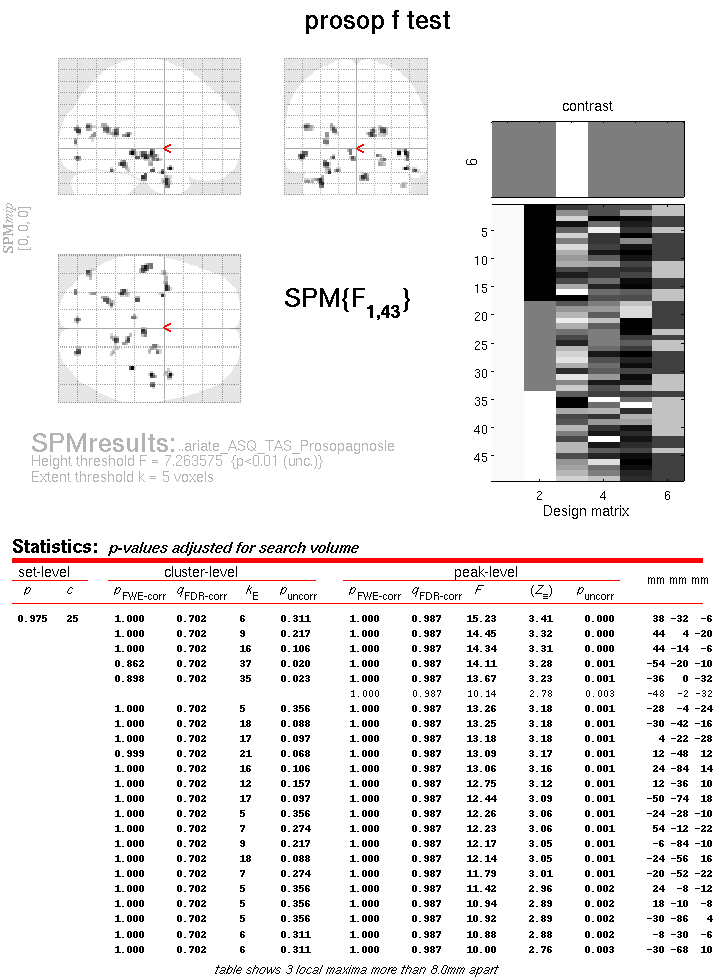 prosop f test
SPMmip
[0, 0, 0]
<
<
<
SPM{F1,43}
contrast
9
5
10
15
20
25
30
35
40
45
2 4 6
Design matrix
SPMresults: ..ariate_ASQ_TAS_Prosopagnosie
Height threshold F = 7.263575 {p<0.01 (unc.)}
Extent threshold k = 5 voxels
Statistics: p-values adjusted for search volume
set-level cluster-level peak-level mm mm mm
p c pFWE-corr qFDR-corr kE puncorr pFWE-corr qFDR-corr F (Z≡) puncorr
0.975 25 1.000 0.702 6 0.311 1.000 0.987 15.23 3.41 0.000 38 -32 -6
1.000 0.702 9 0.217 1.000 0.987 14.45 3.32 0.000 44 4 -20
1.000 0.702 16 0.106 1.000 0.987 14.34 3.31 0.000 44 -14 -6
0.862 0.702 37 0.020 1.000 0.987 14.11 3.28 0.001 -54 -20 -10
0.898 0.702 35 0.023 1.000 0.987 13.67 3.23 0.001 -36 0 -32
1.000 0.987 10.14 2.78 0.003 -48 -2 -32
1.000 0.702 5 0.356 1.000 0.987 13.26 3.18 0.001 -28 -4 -24
1.000 0.702 18 0.088 1.000 0.987 13.25 3.18 0.001 -30 -42 -16
1.000 0.702 17 0.097 1.000 0.987 13.18 3.18 0.001 4 -22 -28
0.999 0.702 21 0.068 1.000 0.987 13.09 3.17 0.001 12 -48 12
1.000 0.702 16 0.106 1.000 0.987 13.06 3.16 0.001 24 -84 14
1.000 0.702 12 0.157 1.000 0.987 12.75 3.12 0.001 12 -36 10
1.000 0.702 17 0.097 1.000 0.987 12.44 3.09 0.001 -50 -74 18
1.000 0.702 5 0.356 1.000 0.987 12.26 3.06 0.001 -24 -28 -10
1.000 0.702 7 0.274 1.000 0.987 12.23 3.06 0.001 54 -12 -22
1.000 0.702 9 0.217 1.000 0.987 12.17 3.05 0.001 -6 -84 -10
1.000 0.702 18 0.088 1.000 0.987 12.14 3.05 0.001 -24 -56 16
1.000 0.702 7 0.274 1.000 0.987 11.79 3.01 0.001 -20 -52 -22
1.000 0.702 5 0.356 1.000 0.987 11.42 2.96 0.002 24 -8 -12
1.000 0.702 5 0.356 1.000 0.987 10.94 2.89 0.002 18 -10 -8
1.000 0.702 5 0.356 1.000 0.987 10.92 2.89 0.002 -30 -86 4
1.000 0.702 6 0.311 1.000 0.987 10.88 2.88 0.002 -8 -30 -6
1.000 0.702 6 0.311 1.000 0.987 10.00 2.76 0.003 -30 -68 10
table shows 3 local maxima more than 8.0mm apart